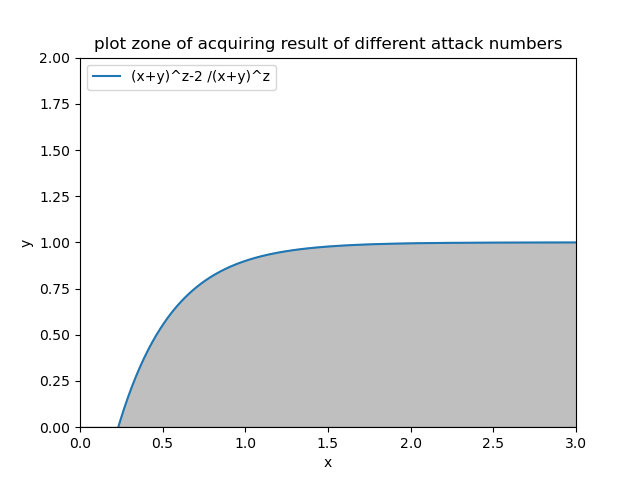 plot zone of acquiring result of different attack numbers
(x+y)^z-2 /(x+y)^z
2.00
1.75
1.50
1.25
1.00
0.75
0.50
0.25
0.00
y
0.0 0.5 1.0 1.5 2.0 2.5 3.0
x